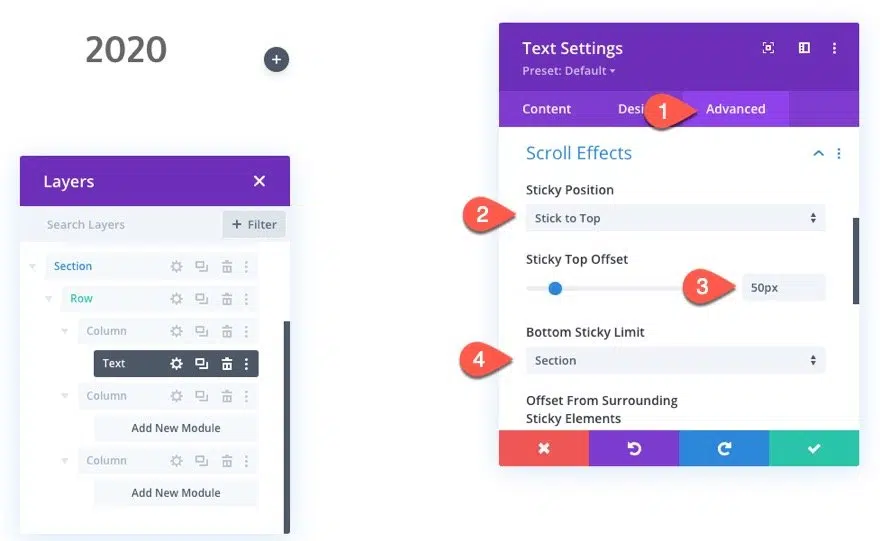 2020
+
Layers
Search Layers
+ Filter
Section
Row
Column
Text
Column
Add New Module
Column
Add New Module
Text Settings
Preset: Default
Content Desi 1 Advanced
Scroll Effects
Sticky Position
2 Stick to Top
Sticky Top Offset
3 50px
Bottom Sticky Limit
4 Section
Offset From Surrounding
Sticky Elements